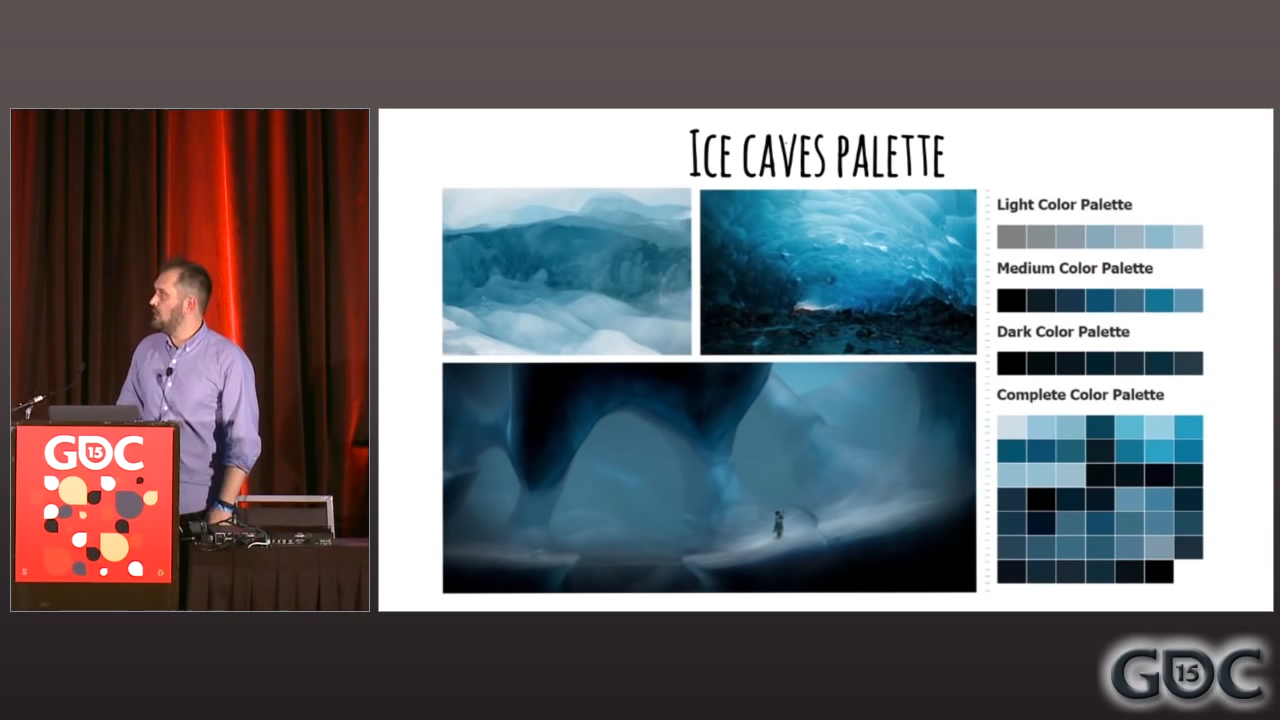 ICE CAVES PALETTE
Light Color Palette
Medium Color Palette
Dark Color Palette
Complete Color Palette
GDC
15
GDC
15